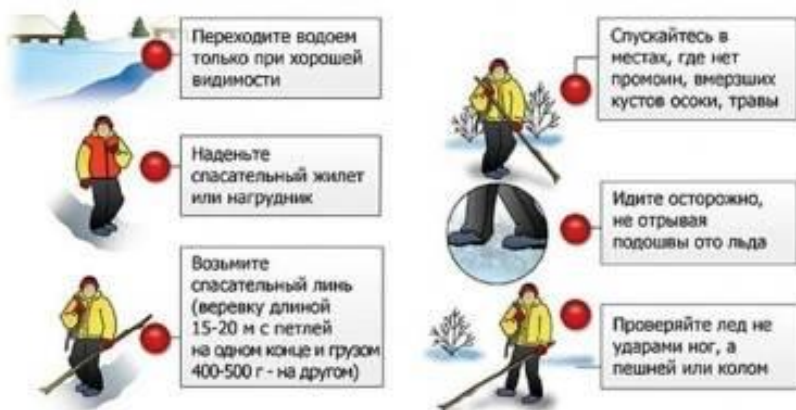 Переходите водоем
только при хорошей
видимости
Наденьте
спасательный жилет
или нагрудник
Возьмите
спасательный линь
(веревку длиной
15-20 м с петлей
на одном конце и грузом
400-500 г - на другом)
Спускайтесь в
местах, где нет
промоин, вмерзших
кустов осоки, травы
Идите осторожно,
не отрывая
подошвы ото льда
Проверяйте лед не
ударами ног, а
пешней или колом